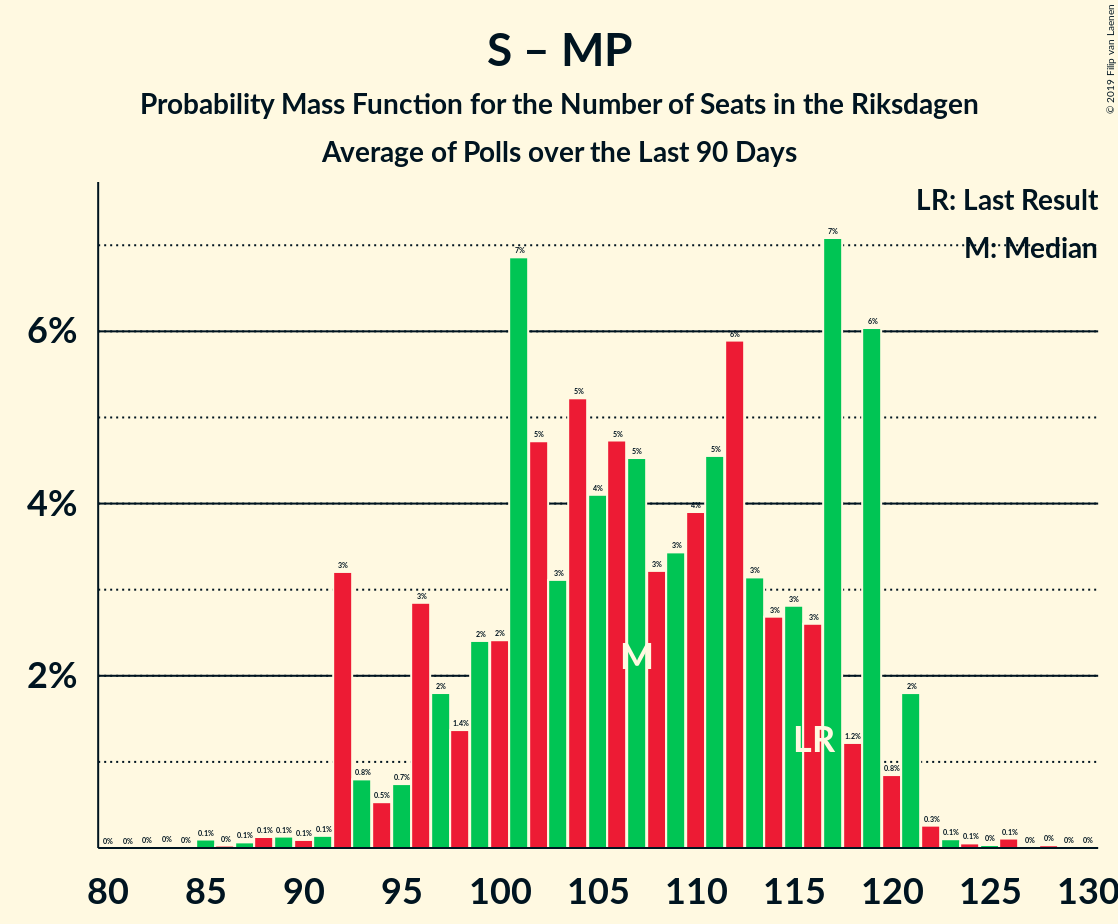 S – MP
Probability Mass Function for the Number of Seats in the Riksdagen
Average of Polls over the Last 90 Days
© 2019 Filip van Laenen
LR: Last Result
M: Median
6%
4%
2%
0% 0% 0% 0% 0% 0.1% 0% 0.1% 0.1% 0.1% 0.1% 0.1% 3% 0.8% 0.5% 0.7% 3% 2% 1.4% 2% 2% 7% 5% 3% 5% 4% 5% 5% 3% 3% 4% 5% 6% 3% 3% 3% 3% 7% 1.2% 6% 0.8% 2% 0.3% 0.1% 0.1% 0% 0.1% 0% 0% 0% 0%
M
LR
80 85 90 95 100 105 110 115 120 125 130